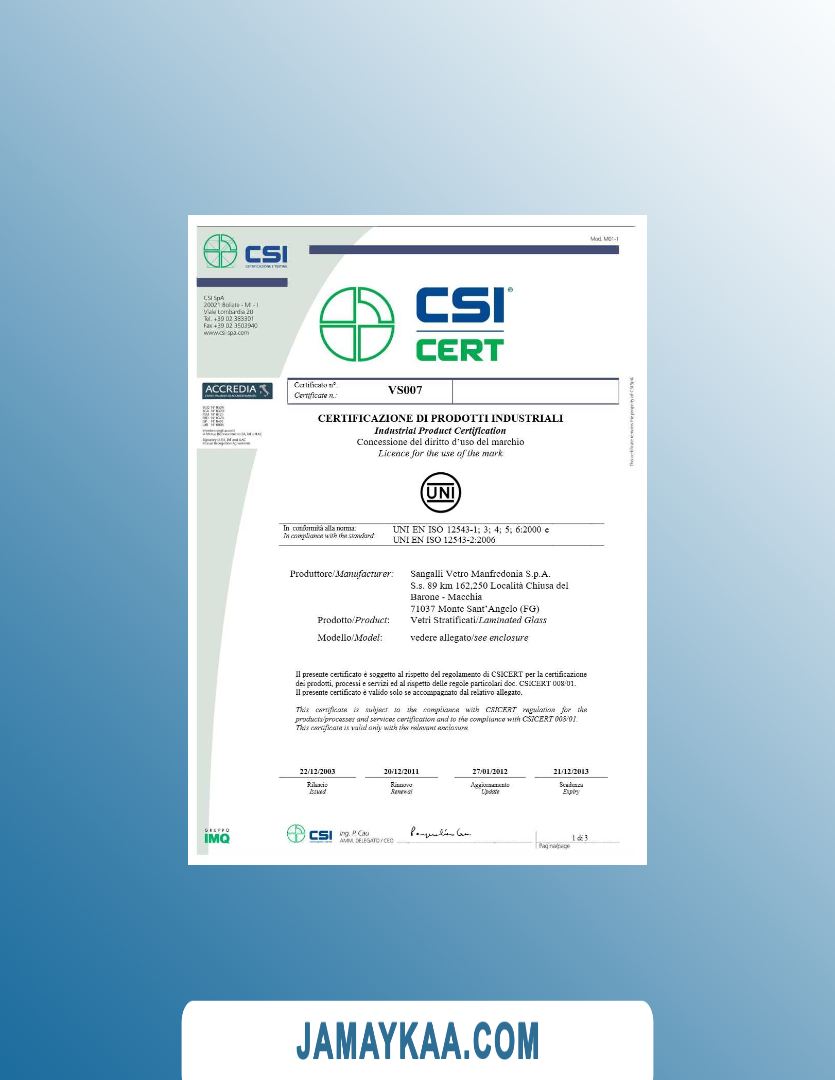 CSI
CERTIFICAZIONE E TESTING
Mod. M01-1
CSI SpA
20021 Bollate - MI - I
Viale Lombardia 20
Tel. +39 02 383301
Fax +39 02 3503940
www.csi-spa.com
CSI®
CERT
ACCREDIA
Certificato n°.
Certificate n.:
VS007
This certificate remains the property of CSI SpA
CERTIFICAZIONE DI PRODOTTI INDUSTRIALI
Industrial Product Certification
Concessione del diritto d’uso del marchio
Licence for the use of the mark
UNI
In conformità alla norma:
In compliance with the standard:
UNI EN ISO 12543-1; 3; 4; 5; 6:2000 e
UNI EN ISO 12543-2:2006
Produttore/Manufacturer:
Sangalli Vetro Manfredonia S.p.A.
S.s. 89 km 162,250 Località Chiusa del
Barone - Macchia
71037 Monte Sant’Angelo (FG)
Prodotto/Product: Vetri Stratificati/Laminated Glass
Modello/Model: vedere allegato/see enclosure
Il presente certificato è soggetto al rispetto del regolamento di CSICERT per la certificazione
dei prodotti, processi e servizi ed al rispetto delle regole particolari doc. CSICERT 008/01.
Il presente certificato è valido solo se accompagnato dal relativo allegato.
This certificate is subject to the compliance with CSICERT regulation for the
products/processes and services certification and to the compliance with CSICERT 008/01.
This certificate is valid only with the relevant enclosure
22/12/2003 20/12/2011 27/01/2012 21/12/2013
Rilascio Rinnovo Aggiornamento Scadenza
Issued Renewal Update Expiry
GRUPPO
IMQ
CSI
Ing. P. Cau
AMM. DELEGATO / CEO
1 di 3
Pagina/page
JAMAYKAA.COM